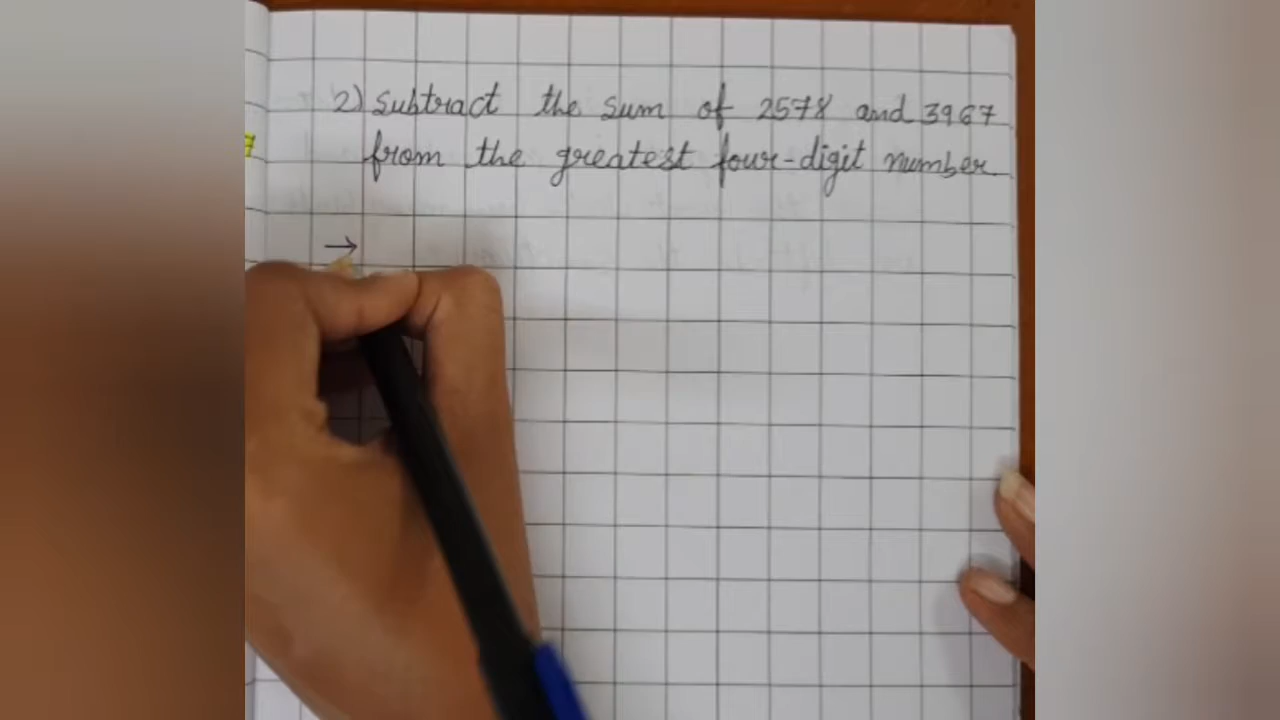 2) Subtract the sum of 2578 and 3967
from the greatest four-digit number
→